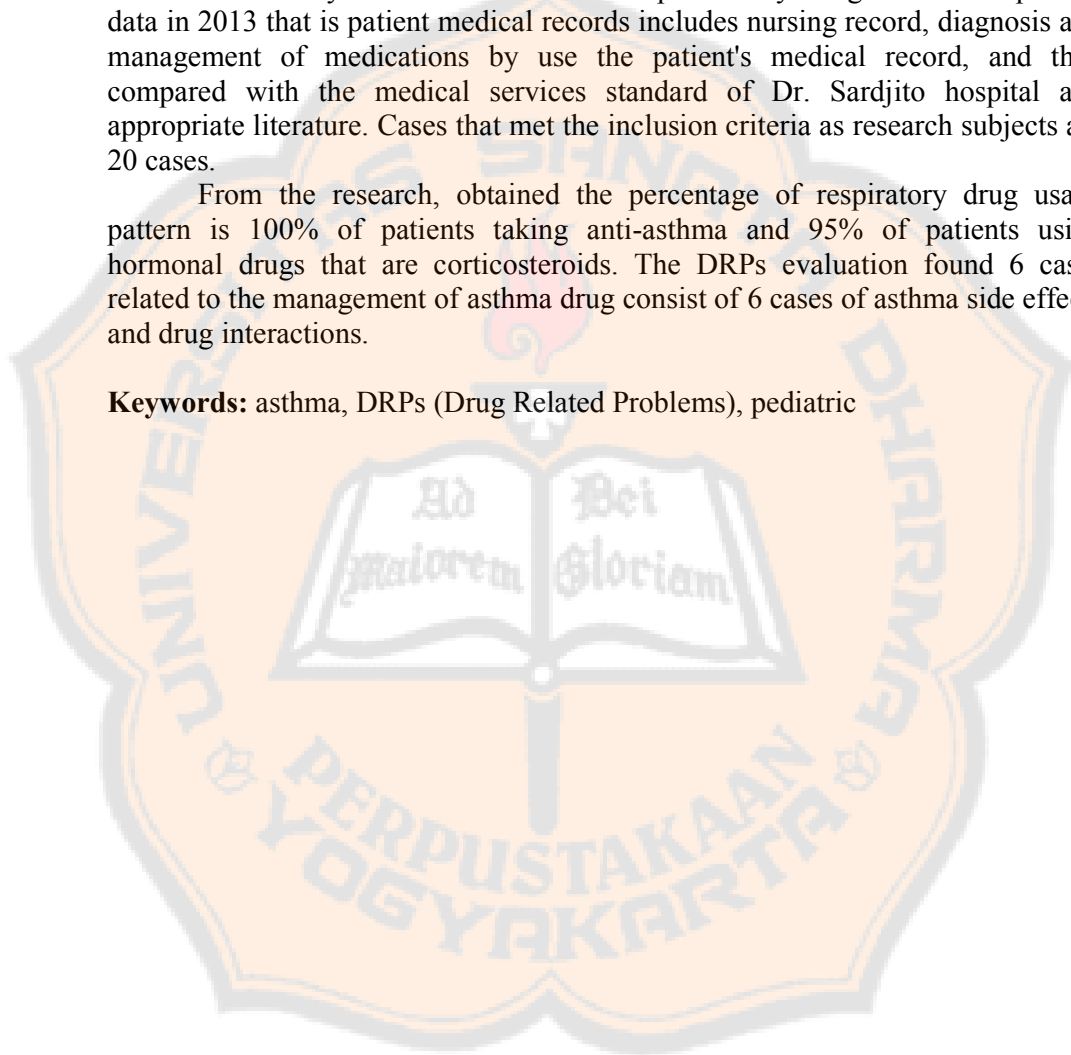 data in 2013 that is patient medical records includes nursing record, diagnosis a
management of medications by use the patient's medical record, and th
compared with the medical services standard of Dr. Sardjito hospital a
appropriate literature. Cases that met the inclusion criteria as research subjects a
20 cases.
From the research, obtained the percentage of respiratory drug usa
pattern is 100% of patients taking anti-asthma and 95% of patients usi
hormonal drugs that are corticosteroids. The DRPs evaluation found 6 cas
related to the management of asthma drug consist of 6 cases of asthma side effe
and drug interactions.
Keywords: asthma, DRPs (Drug Related Problems), pediatric
UNIVERSITAS SANATA DHARMA
Ad Dei
Maiorem Gloriam
PERPUSTAKAAN
YOGYAKARTA